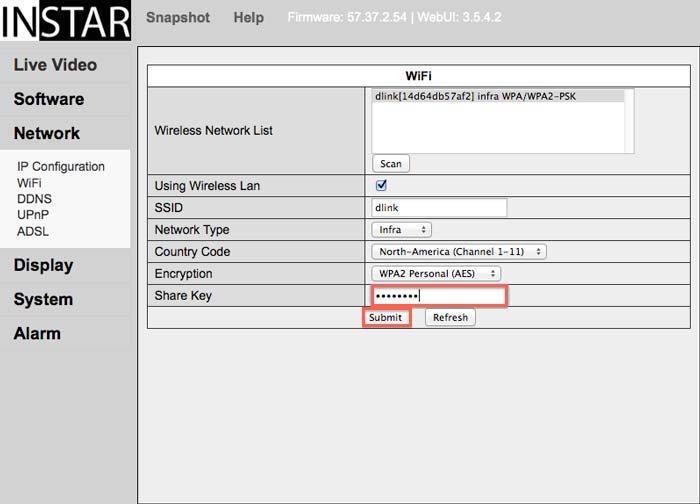 INSTAR
Snapshot Help Firmware: 57.37.2.54 | WebUI: 3.5.4.2
Live Video
Software
Network
IP Configuration
WiFi
DDNS
UPnP
ADSL
Display
System
Alarm
WiFi
Wireless Network List
dlink[14d64db57af2] infra WPA/WPA2-PSK
Scan
Using Wireless Lan
SSID dlink
Network Type Infra
Country Code North-America (Channel 1-11)
Encryption WPA2 Personal (AES)
Share Key ••••••••
Submit Refresh